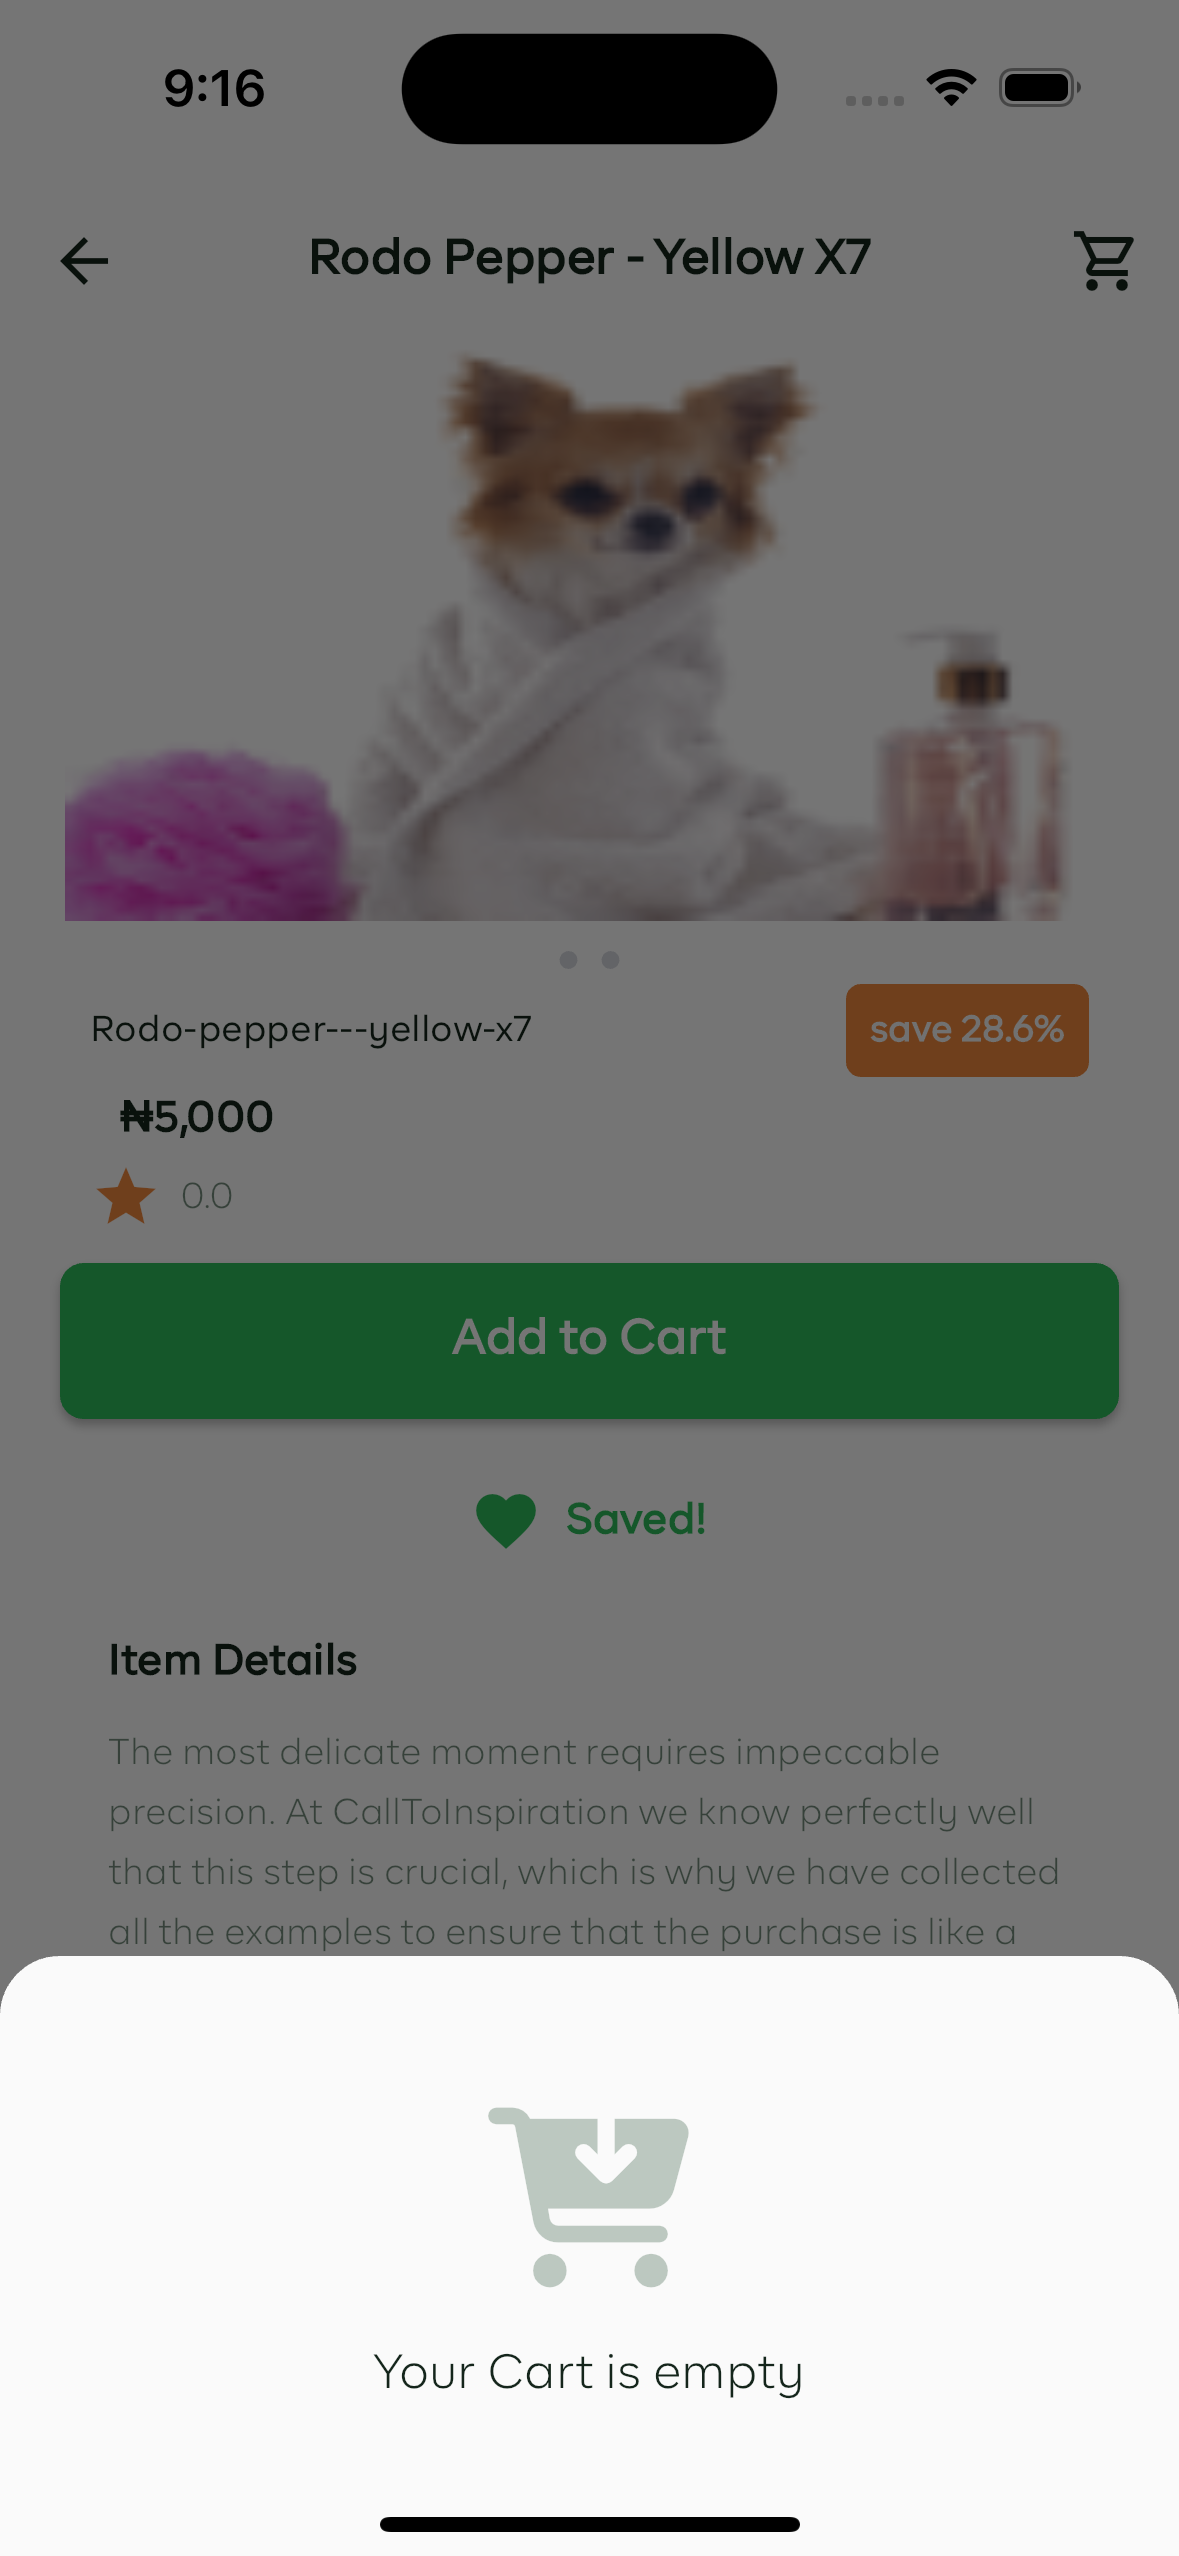 9:16
Rodo Pepper - Yellow X7
Rodo-pepper---yellow-x7
save 28.6%
₦5,000
0.0
Add to Cart
Saved!
Item Details
The most delicate moment requires impeccable
precision. At CallToInspiration we know perfectly well
that this step is crucial, which is why we have collected
all the examples to ensure that the purchase is like a
Your Cart is empty